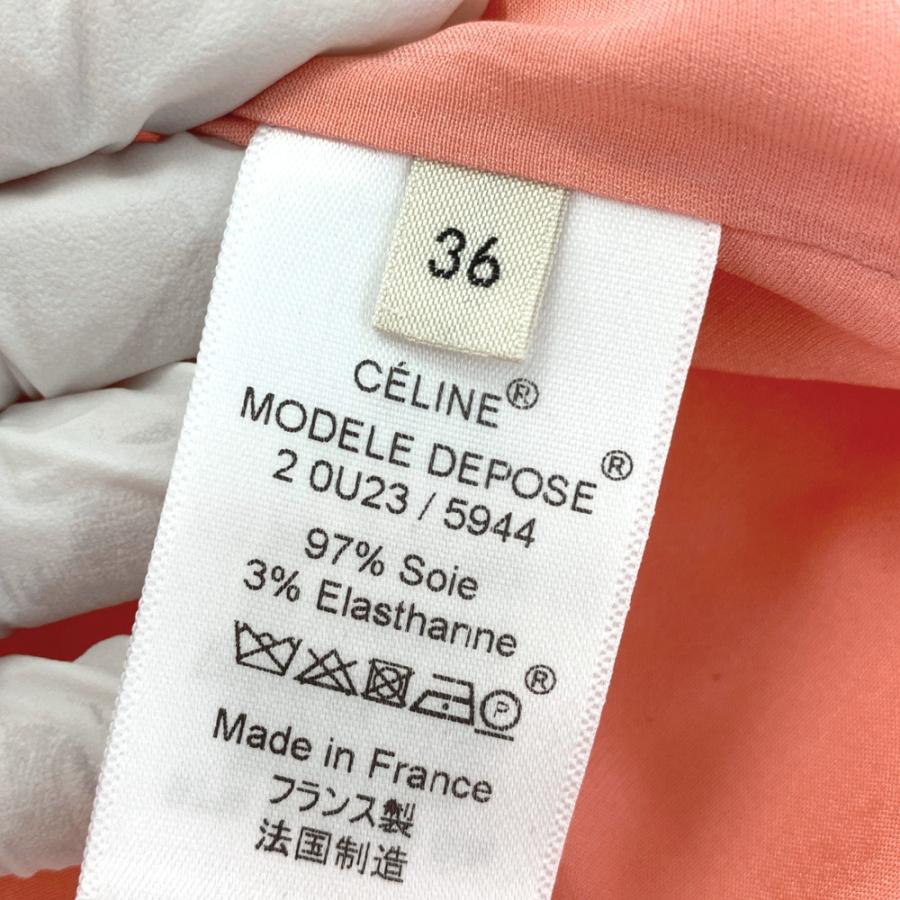 36
CÉLINE®
MODELE DEPOSE®
2 0U23 / 5944
97% Soie
3% Elasthanne
P ®
Made in France
フランス製
法国制造